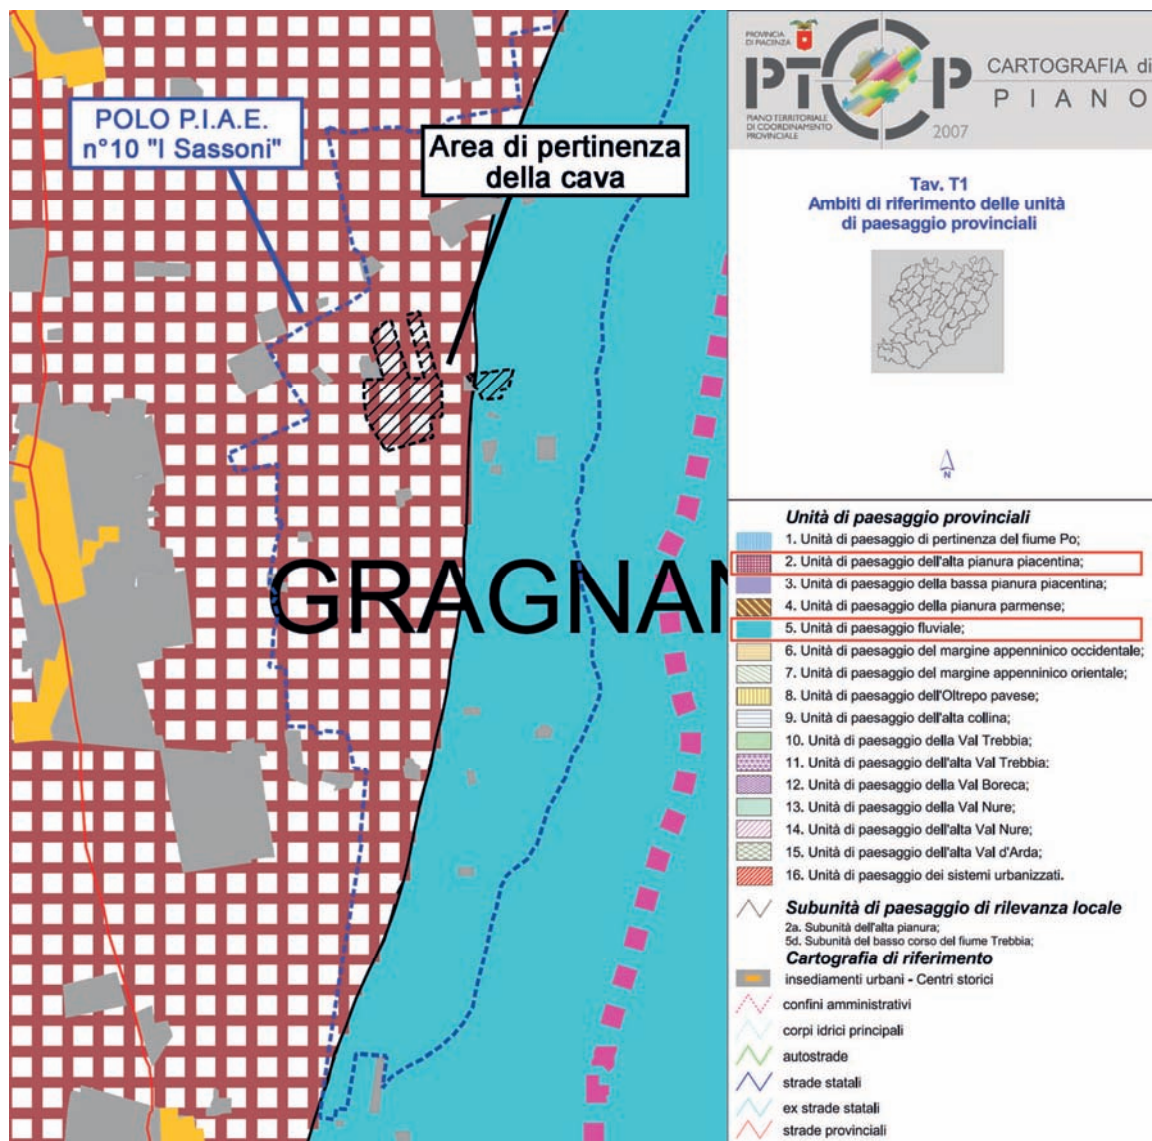 POLO P.I.A.E.
n°10 "I Sassoni"
Area di pertinenza
della cava
GRAGNAN
PROVINCIA
DI PIACENZA
PTCP
PIANO TERRITORIALE
DI COORDINAMENTO
PROVINCIALE
2007
CARTOGRAFIA di
PIANO
Tav. T1
Ambiti di riferimento delle unità
di paesaggio provinciali
N
Unità di paesaggio provinciali
1. Unità di paesaggio di pertinenza del fiume Po;
2. Unità di paesaggio dell'alta pianura piacentina;
3. Unità di paesaggio della bassa pianura piacentina;
4. Unità di paesaggio della pianura parmense;
5. Unità di paesaggio fluviale;
6. Unità di paesaggio del margine appenninico occidentale;
7. Unità di paesaggio del margine appenninico orientale;
8. Unità di paesaggio dell'Oltrepo pavese;
9. Unità di paesaggio dell'alta collina;
10. Unità di paesaggio della Val Trebbia;
11. Unità di paesaggio dell'alta Val Trebbia:
12. Unità di paesaggio della Val Boreca;
13. Unità di paesaggio della Val Nure;
14. Unità di paesaggio dell'alta Val Nure;
15. Unità di paesaggio dell'alta Val d'Arda;
16. Unità di paesaggio dei sistemi urbanizzati.
Subunità di paesaggio di rilevanza locale
2a. Subunità dell'alta pianura;
5d. Subunità del basso corso del fiume Trebbia;
Cartografia di riferimento
insediamenti urbani - Centri storici
confini amministrativi
corpi idrici principali
autostrade
strade statali
ex strade statali
strade provinciali